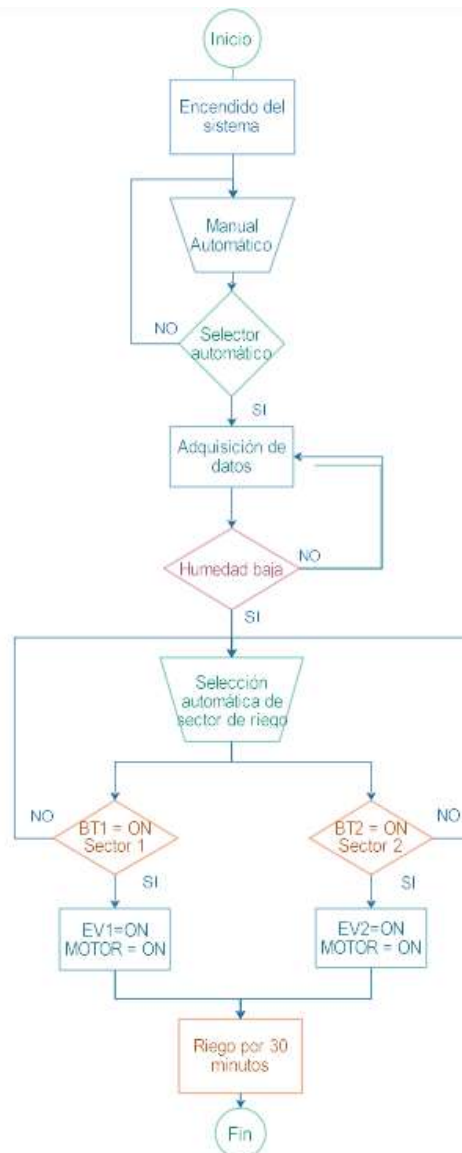 Inicio
Encendido del
sistema
Manual
Automático
NO
Selector
automático
SI
Adquisición de
datos
Humedad baja
NO
SI
Selección
automática de
sector de riego
NO
BT1 = ON
Sector 1
BT2 = ON
Sector 2
NO
SI
SI
EV1=ON
MOTOR = ON
EV2=ON
MOTOR = ON
Riego por 30
minutos
Fin